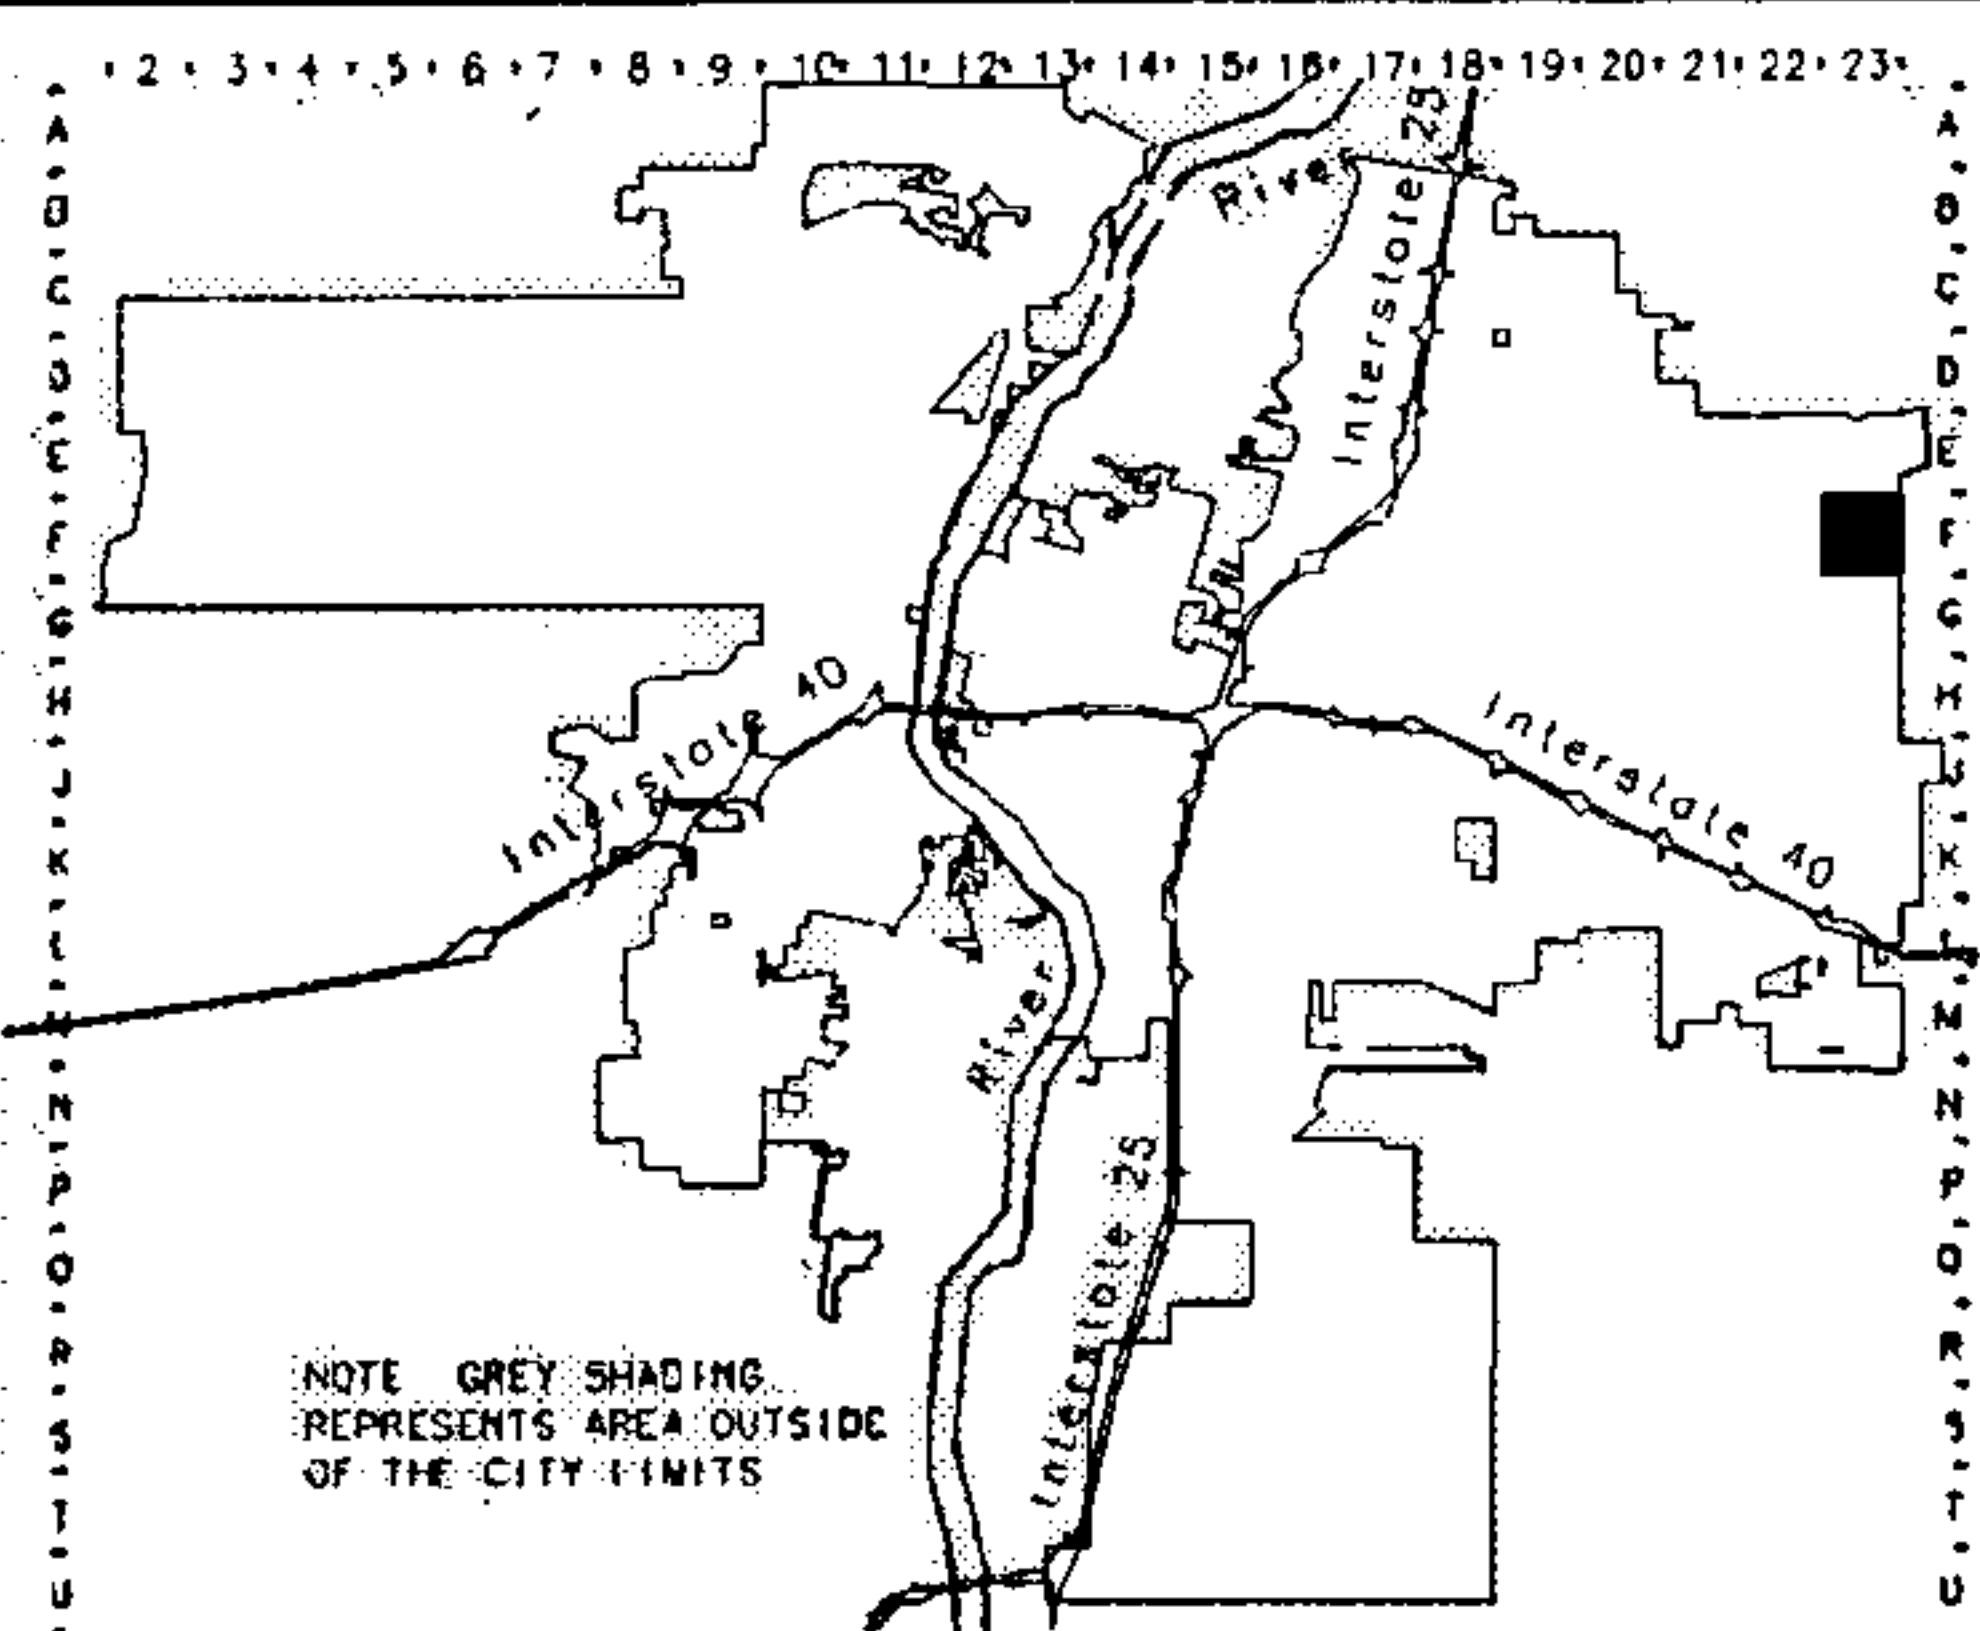 2 3 4 5 6 7 8 9 10 11 12 13 14 15 16 17 18 19 20 21 22 23
A A
B B
C C
D D
E E
F F
G G
H H
J J
K K
L L
M M
N N
P P
Q Q
R R
S S
T T
U U
River
Interstate 25
Interstate 40
Interstate 40
River
Interstate 25
NOTE GREY SHADING
REPRESENTS AREA OUTSIDE
OF THE CITY LIMITS